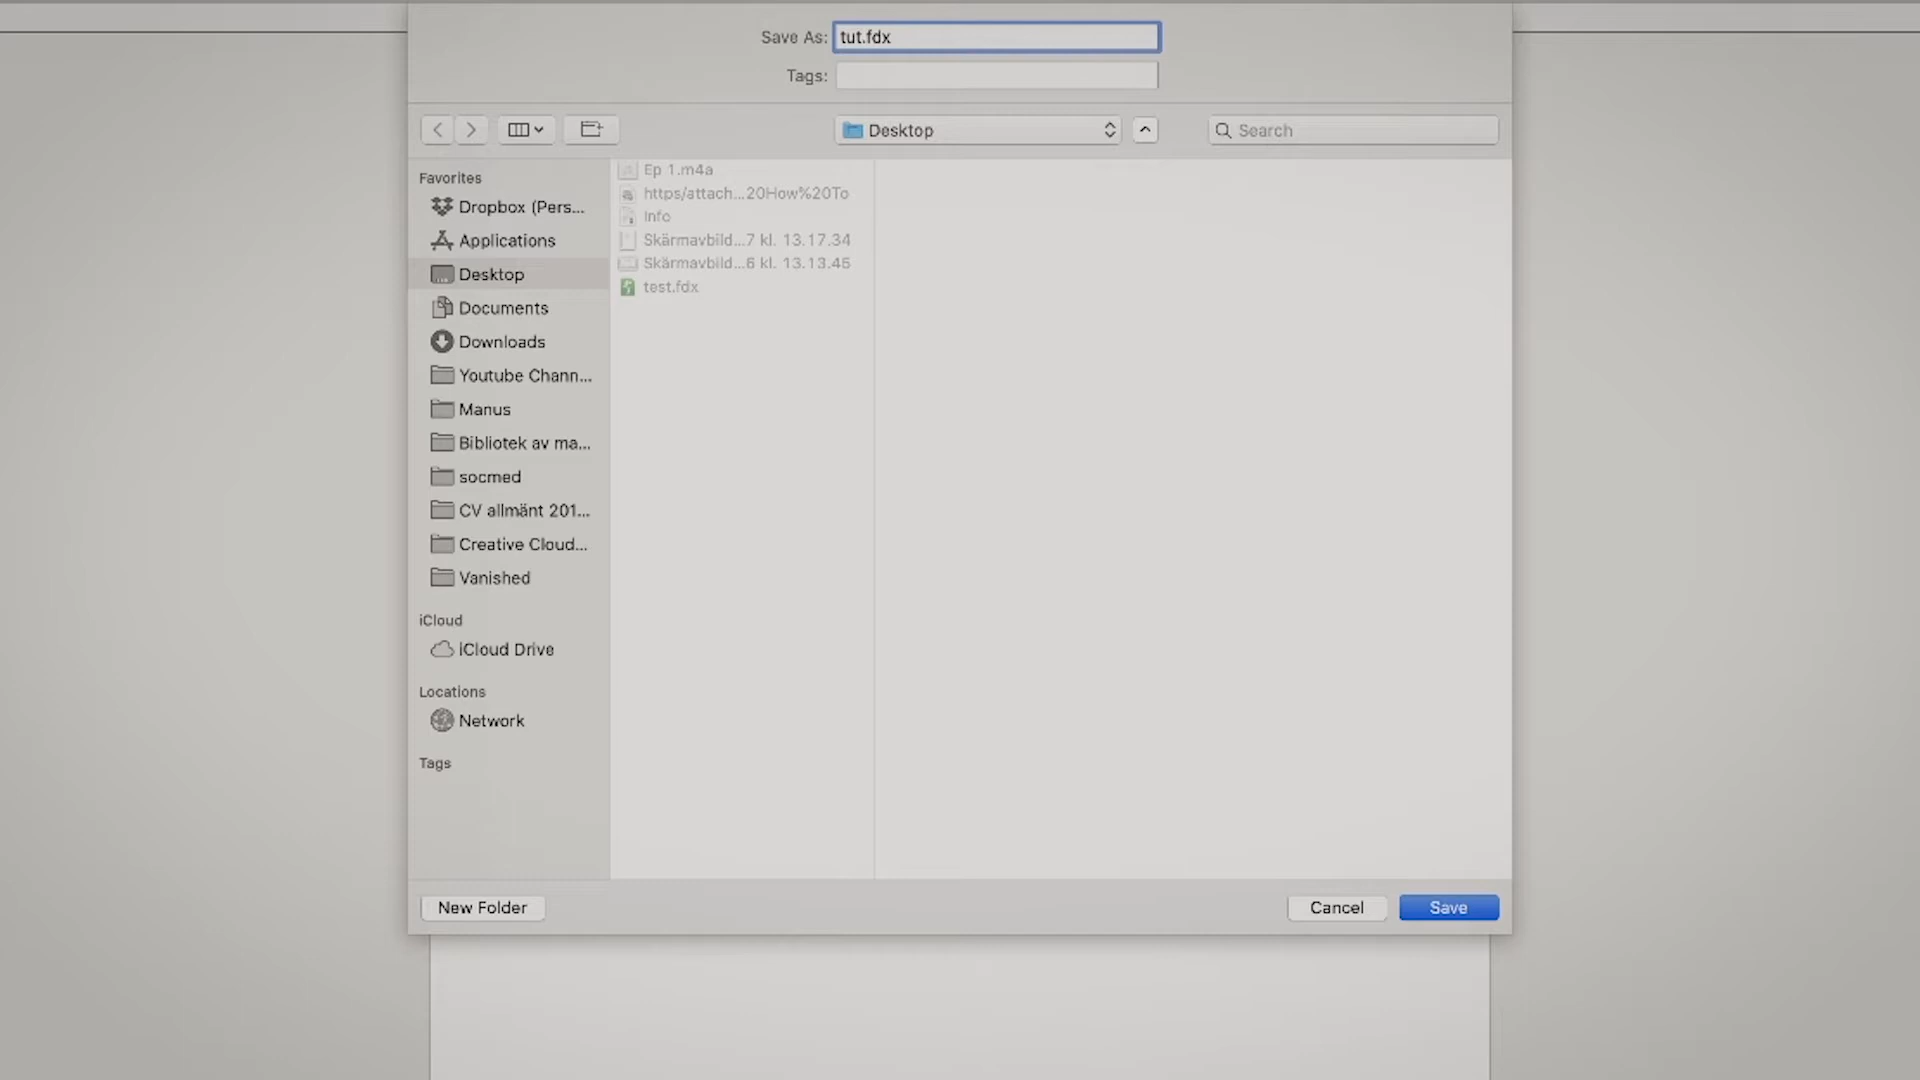 Save As: tut.fdx
Tags:
Desktop
Search
Favorites
Dropbox (Pers...
Applications
Desktop
Documents
Downloads
Youtube Chann...
Manus
Bibliotek av ma...
socmed
CV allmänt 201...
Creative Cloud...
Vanished
iCloud
iCloud Drive
Locations
Network
Tags
Ep 1.m4a
https/attach...20How%20To
Info
Skärmavbild...7 kl. 13.17.34
Skärmavbild...6 kl. 13.13.45
test.fdx
New Folder
Cancel
Save